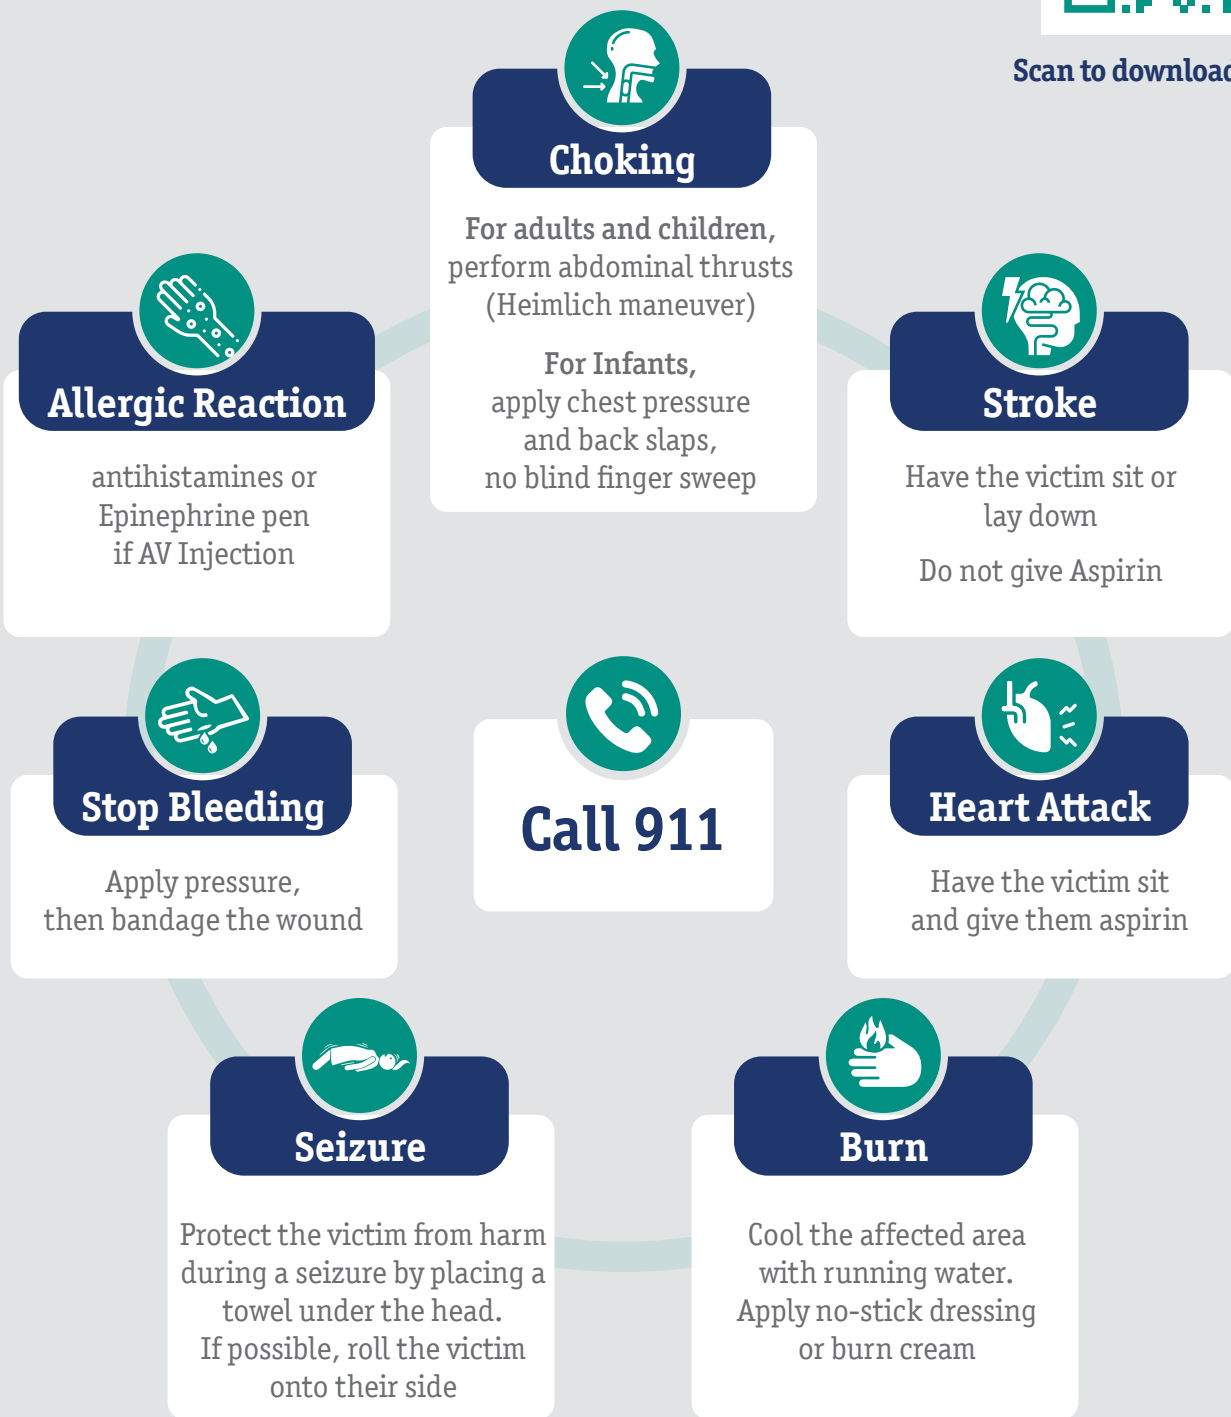 Scan to download
Choking
For adults and children,
perform abdominal thrusts
(Heimlich maneuver)
For Infants,
apply chest pressure
and back slaps,
no blind finger sweep
Allergic Reaction
antihistamines or
Epinephrine pen
if AV Injection
Stroke
Have the victim sit or
lay down
Do not give Aspirin
Stop Bleeding
Apply pressure,
then bandage the wound
Call 911
Heart Attack
Have the victim sit
and give them aspirin
Seizure
Protect the victim from harm
during a seizure by placing a
towel under the head.
If possible, roll the victim
onto their side
Burn
Cool the affected area
with running water.
Apply no-stick dressing
or burn cream